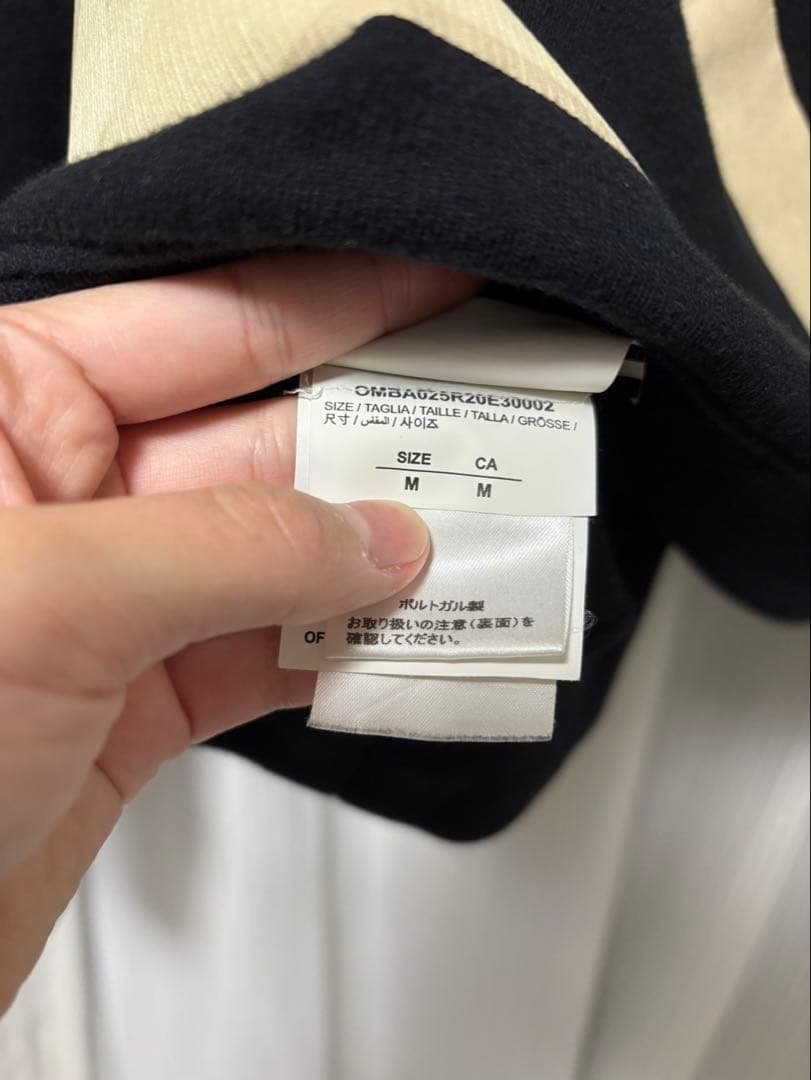 OMBA025R20E30002
SIZE / TAGLIA / TAILLE / TALLA / GRÖSSE /
尺寸 / المقاس / 사이즈
SIZE CA
M M
ポルトガル製
お取り扱いの注意(裏面)を
確認してください。
OF